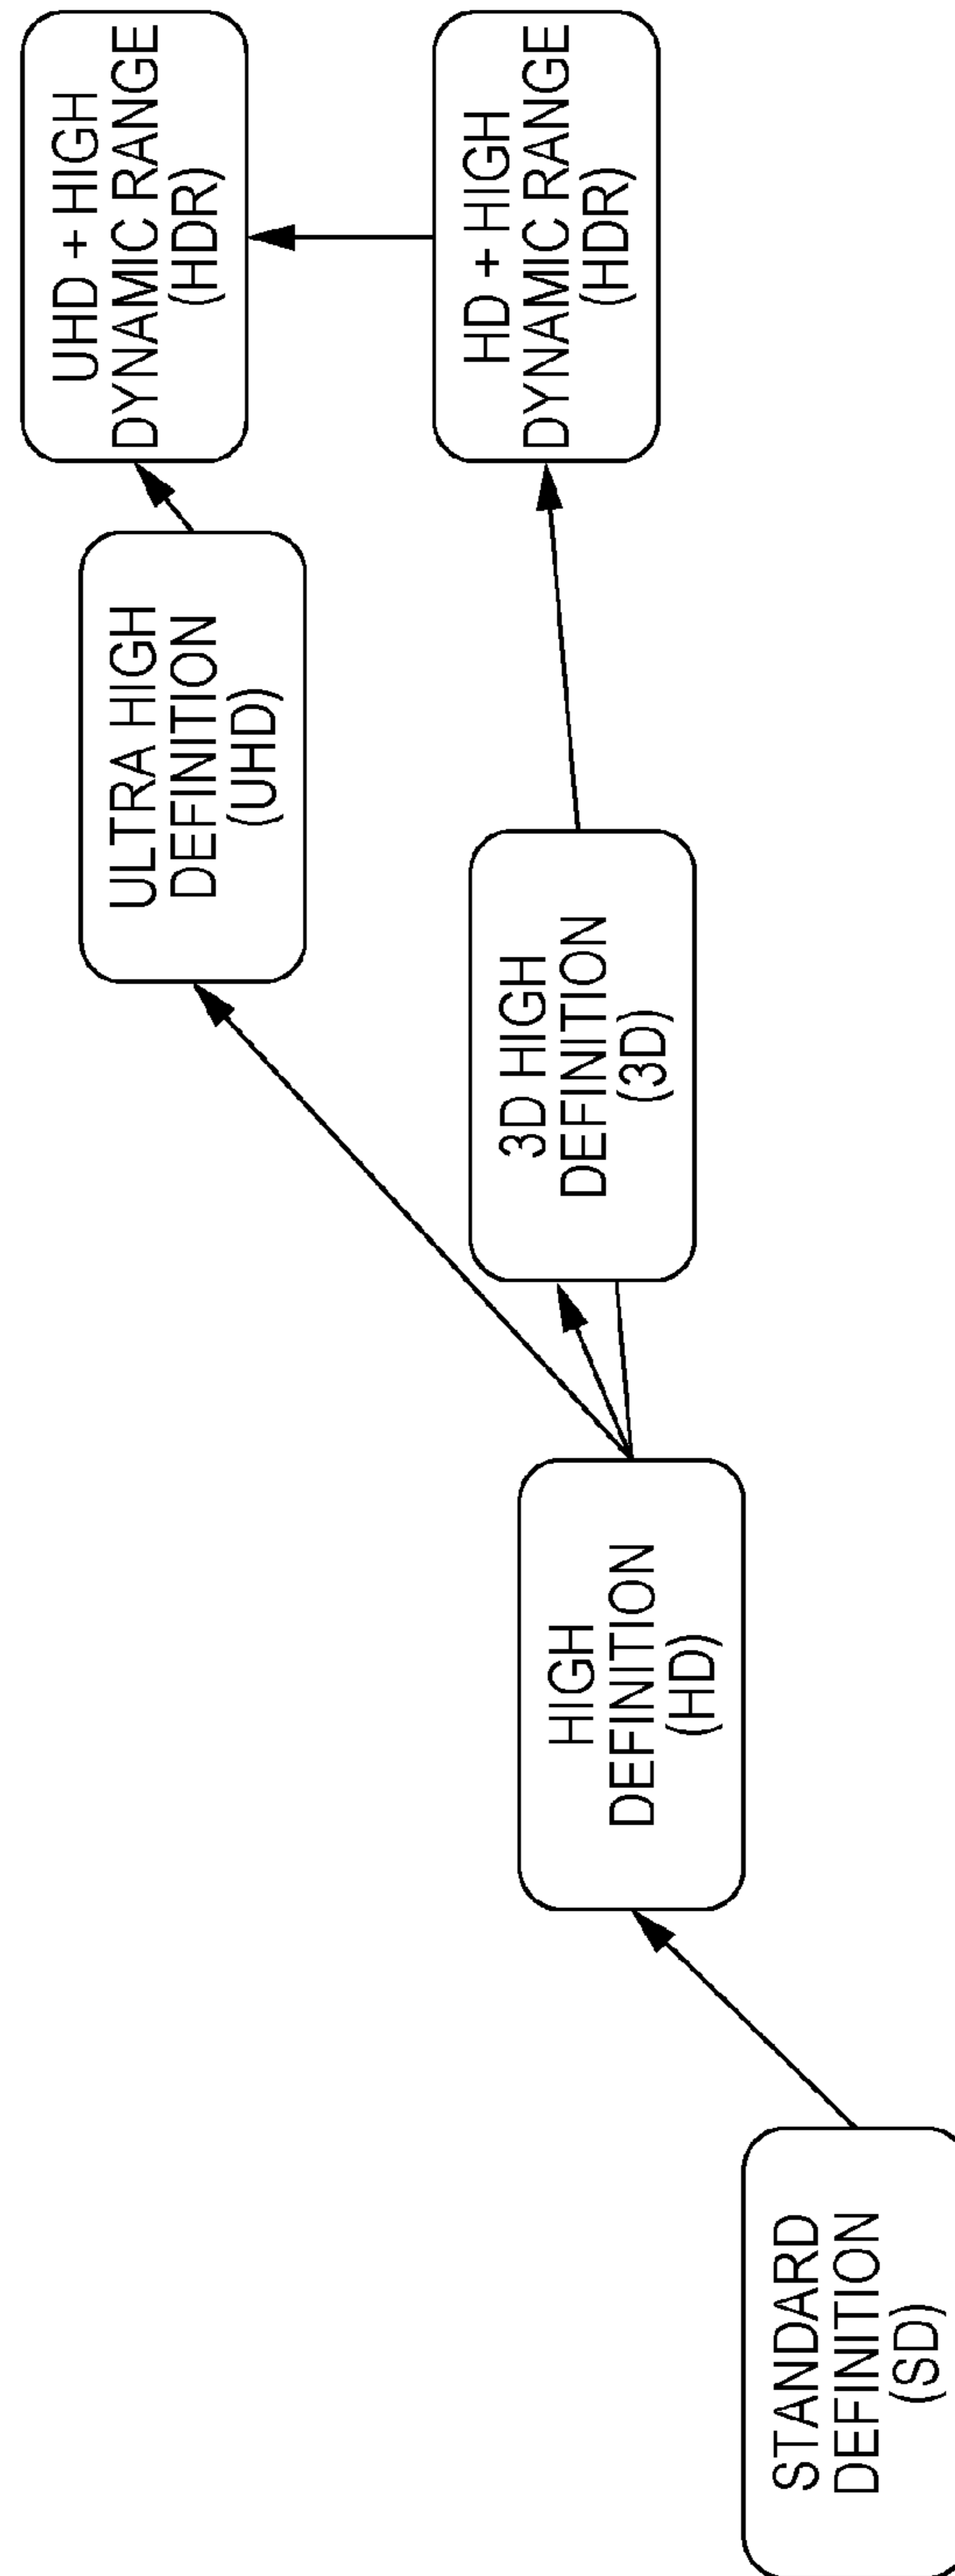 STANDARD
DEFINITION
(SD)
HIGH
DEFINITION
(HD)
3D HIGH
DEFINITION
(3D)
ULTRA HIGH
DEFINITION
(UHD)
UHD + HIGH
DYNAMIC RANGE
(HDR)
HD + HIGH
DYNAMIC RANGE
(HDR)